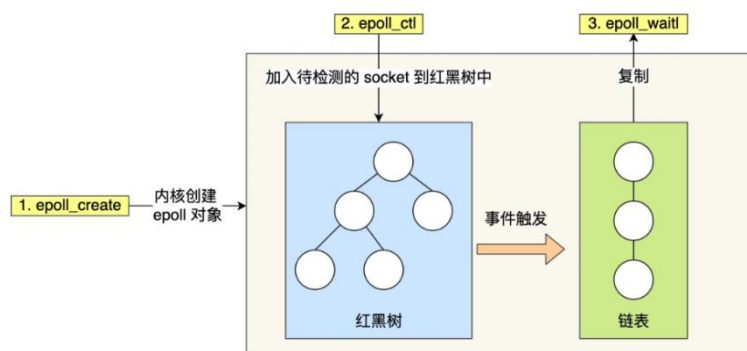 2. epoll_ctl
3. epoll_waitl
加入待检测的 socket 到红黑树中
复制
1. epoll_create
内核创建
epoll 对象
事件触发
红黑树
链表